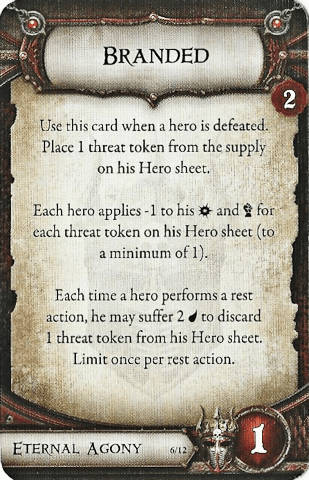 BRANDED
2
Use this card when a hero is defeated.
Place 1 threat token from the supply
on his Hero sheet.
Each hero applies -1 to his and for
each threat token on his Hero sheet (to
a minimum of 1).
Each time a hero performs a rest
action, he may suffer 2 to discard
1 threat token from his Hero sheet.
Limit once per rest action.
ETERNAL AGONY 6/12
1